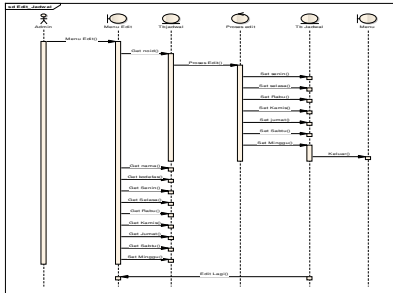 sd Edit_Jadwal
Admin
Menu Edit
Tbjadwal
Proses edit
Tb Jadwal
Menu
Menu Edit()
Get noid()
Proses Edit()
Set senin()
Set selasa()
Set Rabu()
Set Kamis()
Set jumat()
Set Sabtu()
Set Minggu()
Keluar()
Get nama()
Get kelas()
Get Senin()
Get Selasa()
Get Rabu()
Get Kamis()
Get Jumat()
Get Sabtu()
Set Minggu()
Edit Lagi()